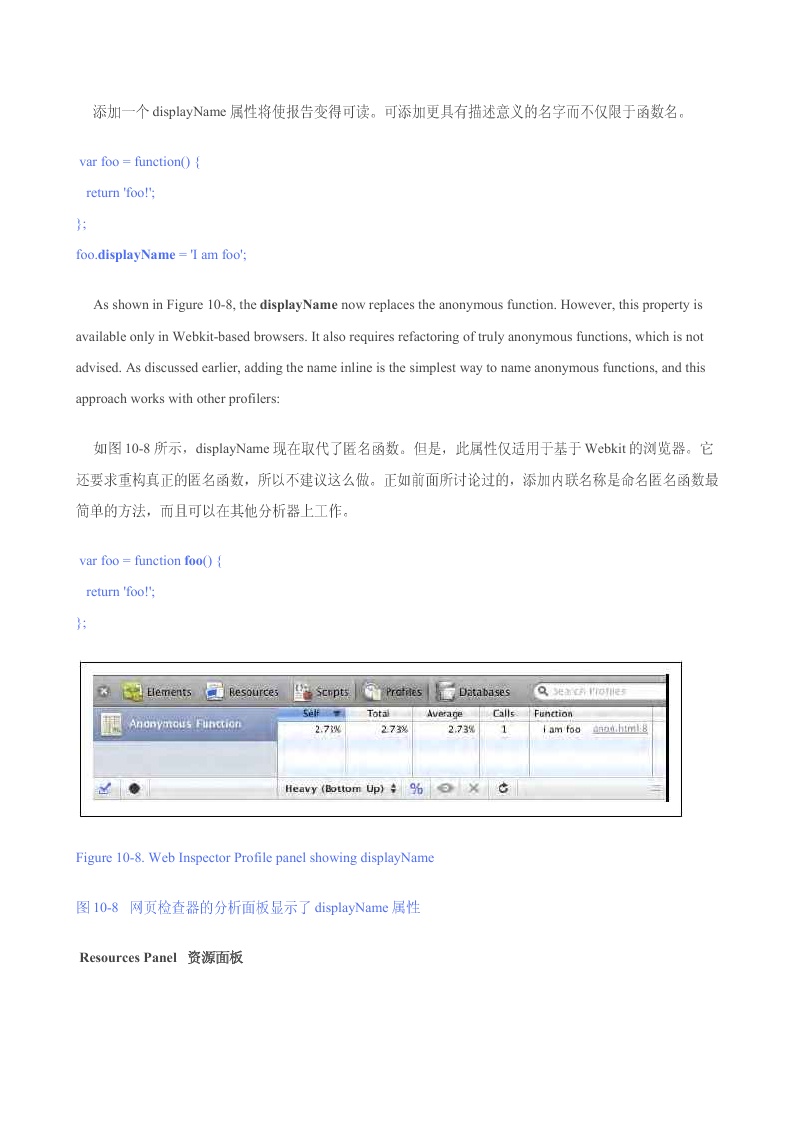 添加一个 displayName 属性将使报告变得可读。可添加更具有描述意义的名字而不仅限于函数名。
var foo = function() {
return 'foo!';
};
foo.displayName = 'I am foo';
As shown in Figure 10-8, the displayName now replaces the anonymous function. However, this property is
available only in Webkit-based browsers. It also requires refactoring of truly anonymous functions, which is not
advised. As discussed earlier, adding the name inline is the simplest way to name anonymous functions, and this
approach works with other profilers:
如图 10-8 所示，displayName 现在取代了匿名函数。但是，此属性仅适用于基于 Webkit 的浏览器。它
还要求重构真正的匿名函数，所以不建议这么做。正如前面所讨论过的，添加内联名称是命名匿名函数最
简单的方法，而且可以在其他分析器上工作。
var foo = function foo() {
return 'foo!';
};
Elements Resources Scripts Profiles Databases Search Profiles
Anonymous Function
Self Total Average Calls Function
2.73% 2.73% 2.73% 1 i am foo anon.html:8
Heavy (Bottom Up) %
Figure 10-8. Web Inspector Profile panel showing displayName
图 10-8 网页检查器的分析面板显示了 displayName 属性
Resources Panel 资源面板